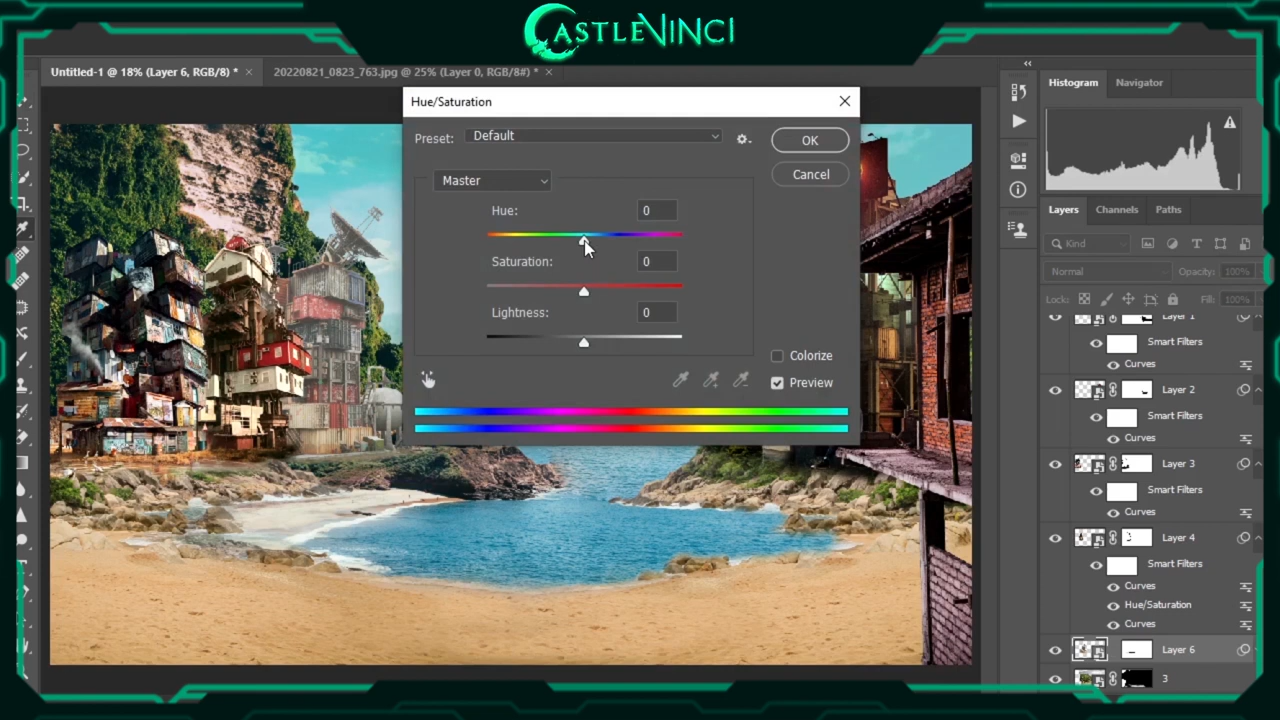 CASTLEVINCI
Untitled-1 @ 18% (Layer 6, RGB/8) *
20220821_0823_763.jpg @ 25% (Layer 0, RGB/8#) *
Hue/Saturation
Preset:
Default
OK
Cancel
Master
Hue:
0
Saturation:
0
Lightness:
0
Colorize
Preview
Histogram
Navigator
Layers
Channels
Paths
Kind
Normal
Opacity:
100%
Lock:
Fill:
100%
Layer 1
Smart Filters
Curves
Layer 2
Smart Filters
Curves
Layer 3
Smart Filters
Curves
Layer 4
Smart Filters
Curves
Hue/Saturation
Curves
Layer 6
3